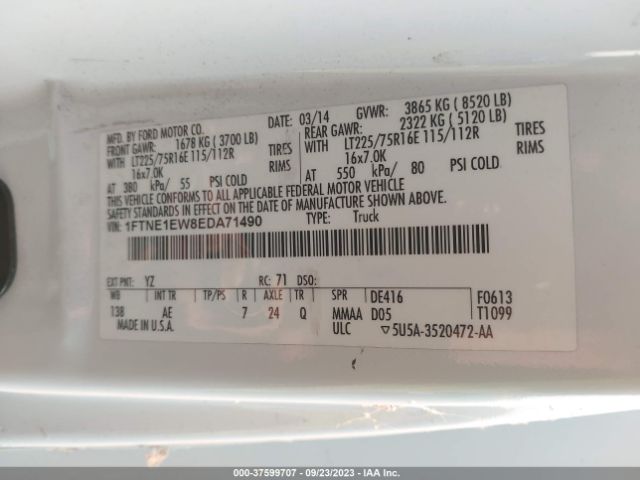 MFD. BY FORD MOTOR CO. DATE: 03/14 GVWR: 3865 KG ( 8520 LB)
FRONT GAWR: 1678 KG ( 3700 LB) REAR GAWR: 2322 KG ( 5120 LB)
WITH LT225/75R16E 115/112R TIRES WITH LT225/75R16E 115/112R TIRES
16x7.0K RIMS 16x7.0K RIMS
AT 380 kPa/ 55 PSI COLD AT 550 kPa/ 80 PSI COLD
THIS VEHICLE CONFORMS TO ALL APPLICABLE FEDERAL MOTOR VEHICLE
SAFETY STANDARDS IN EFFECT ON THE DATE OF MANUFACTURE SHOWN ABOVE.
VIN: 1FTNE1EW8EDA71490 TYPE: Truck
EXT PNT: YZ RC: 71 DSO:
WB INT TR TP/PS R AXLE TR SPR DE416 F0613
138 AE 7 24 Q MMAA D05 T1099
MADE IN U.S.A. ULC ▽5U5A-3520472-AA
000-37599707 - 09/23/2023 - IAA Inc.